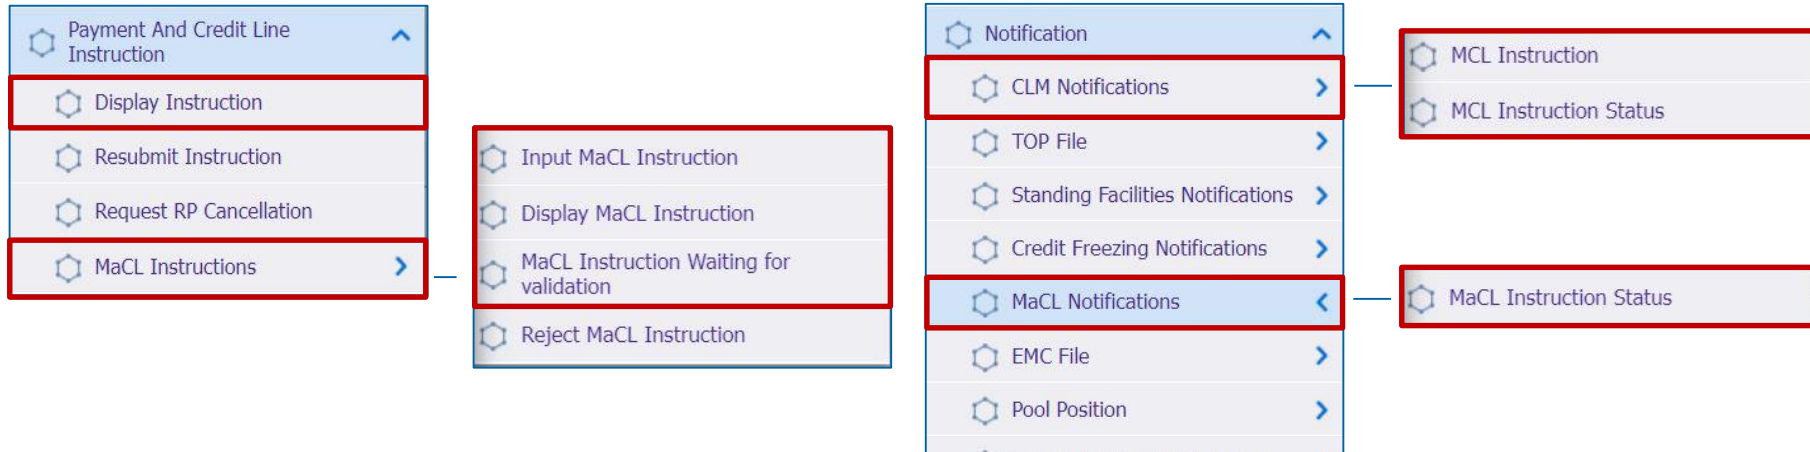 Payment And Credit Line
Instruction
Display Instruction
Resubmit Instruction
Request RP Cancellation
MaCL Instructions
Input MaCL Instruction
Display MaCL Instruction
MaCL Instruction Waiting for
validation
Reject MaCL Instruction
Notification
CLM Notifications
TOP File
Standing Facilities Notifications
Credit Freezing Notifications
MaCL Notifications
EMC File
Pool Position
MCL Instruction
MCL Instruction Status
MaCL Instruction Status